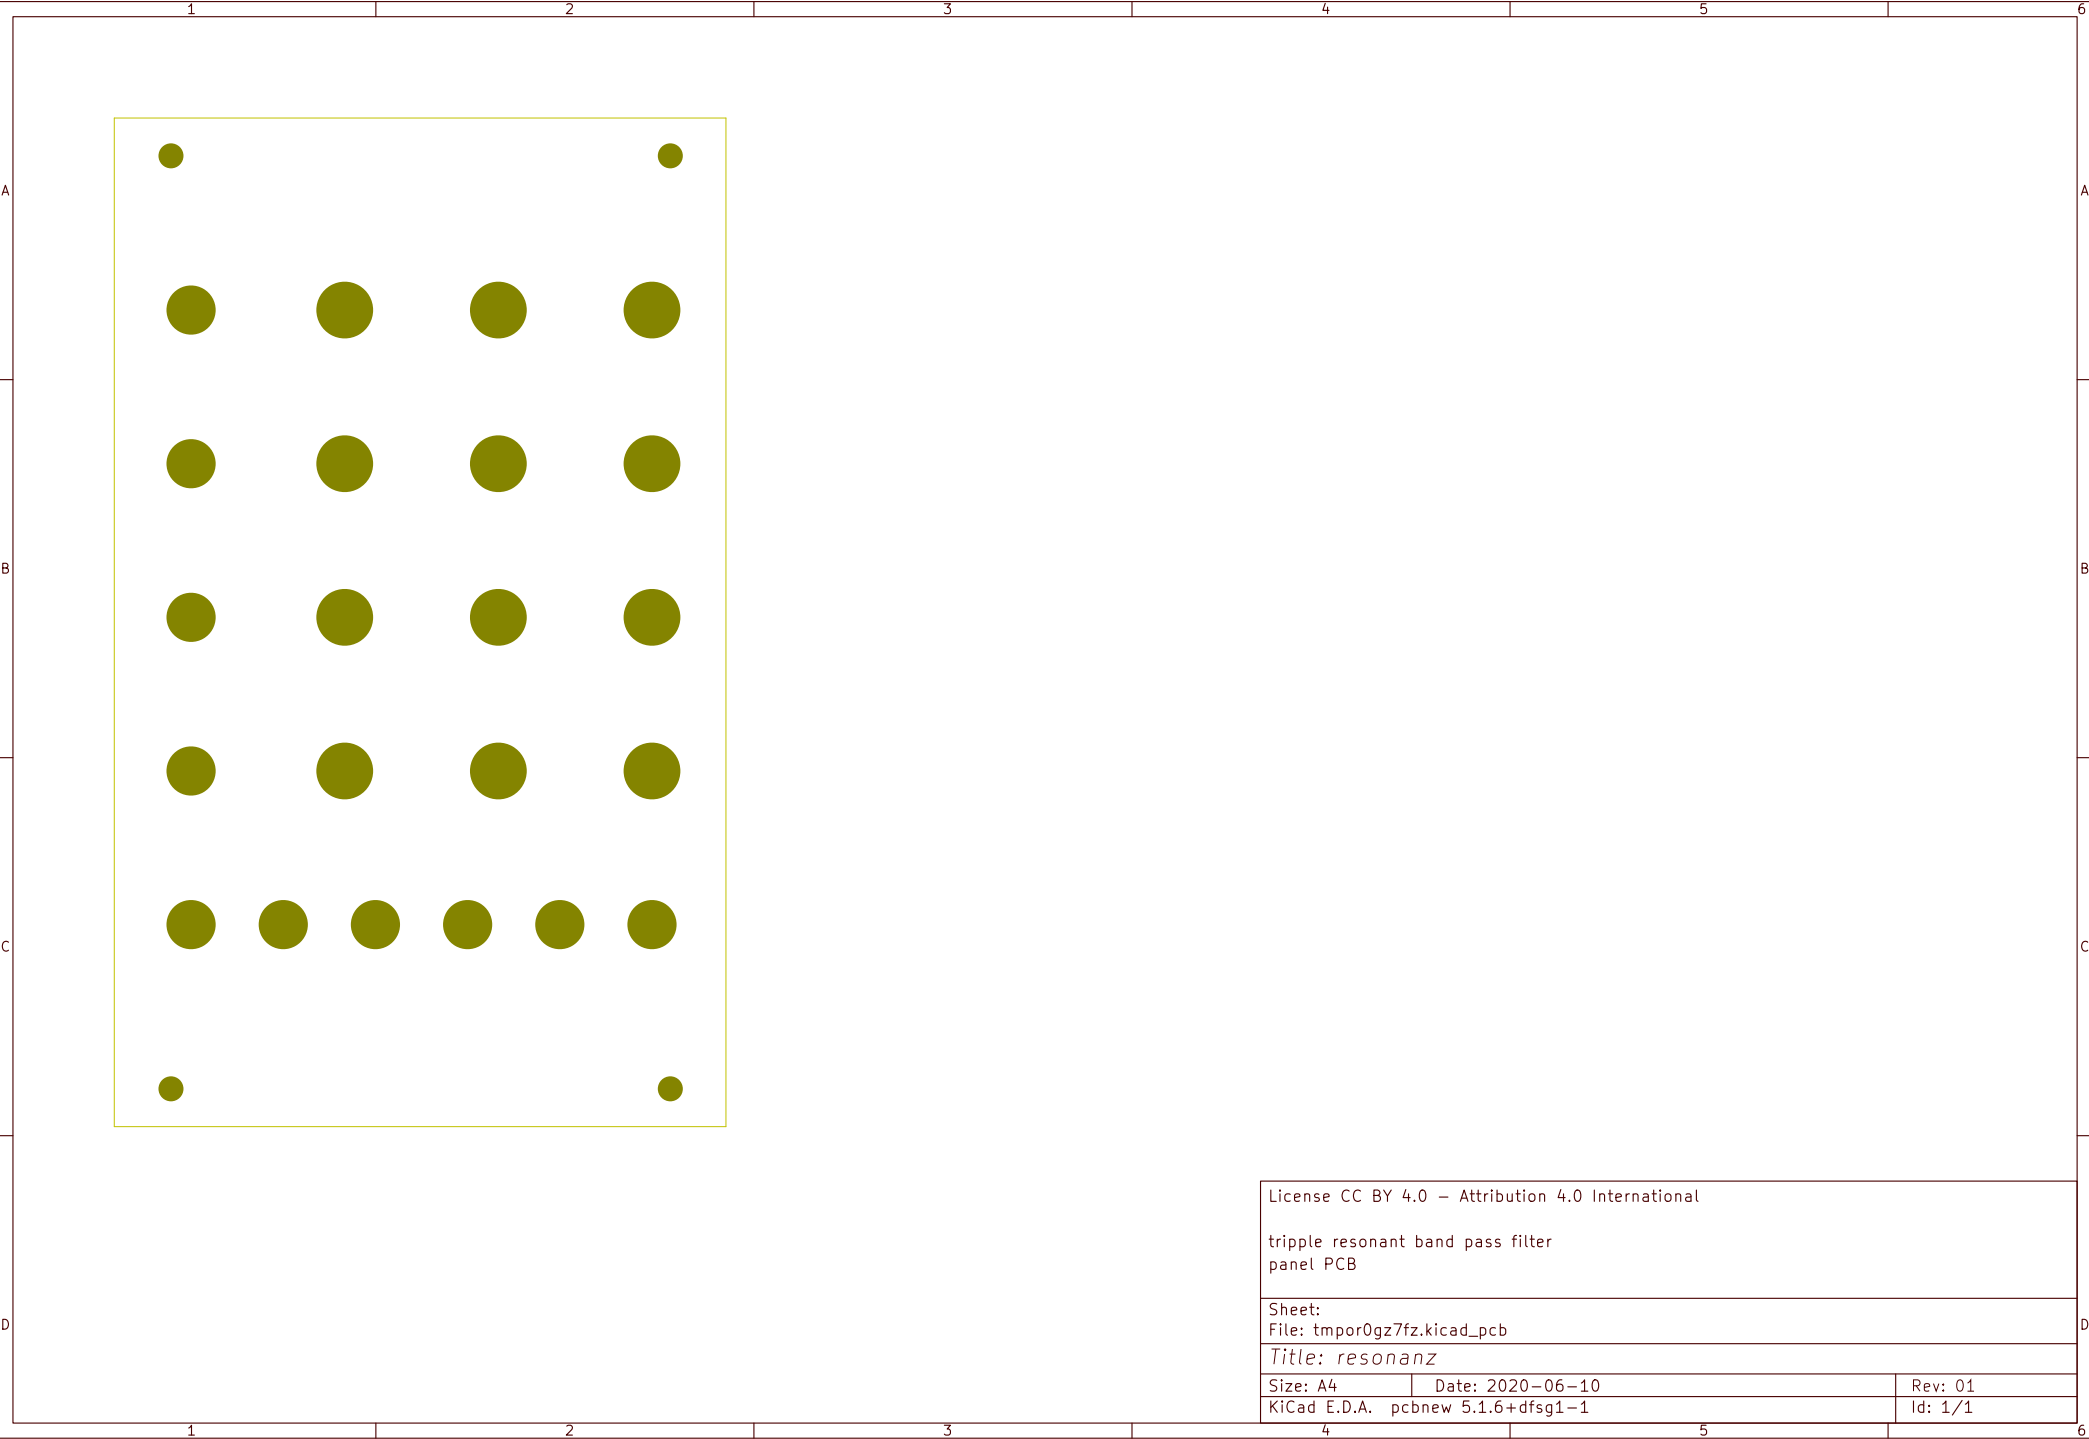 1 2 3 4 5 6
A A
B B
C C
License CC BY 4.0 – Attribution 4.0 International
tripple resonant band pass filter
panel PCB
Sheet:
D D
File: tmpor0gz7fz.kicad_pcb
Title: resonanz
Size: A4 Date: 2020-06-10 Rev: 01
KiCad E.D.A. pcbnew 5.1.6+dfsg1-1 Id: 1/1
1 2 3 4 5 6